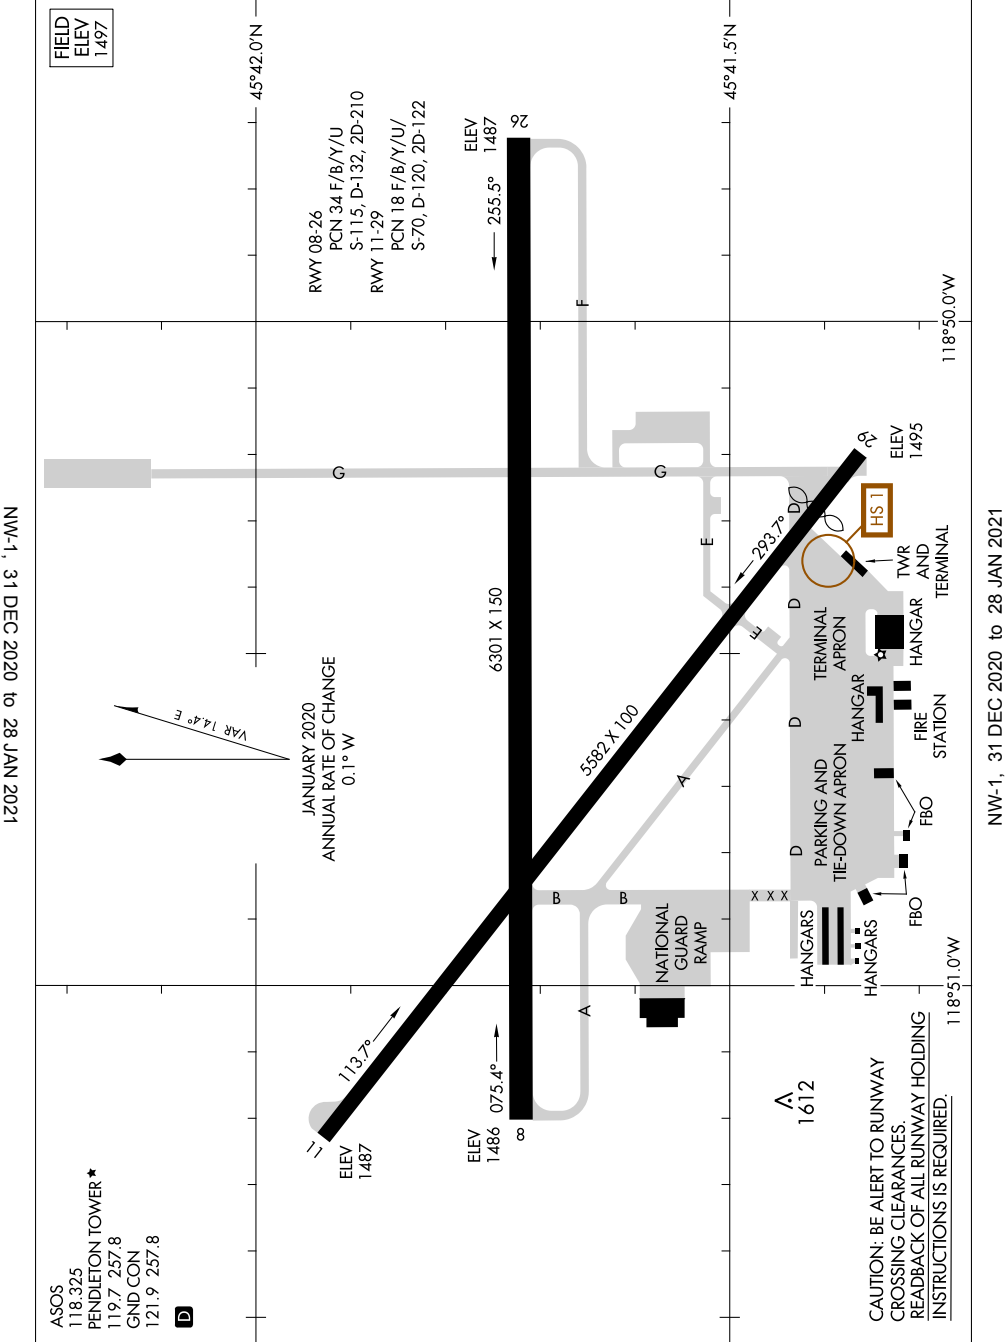 FIELD
ELEV
1497
45°42.0'N
45°41.5'N
RWY 08-26
PCN 34 F/B/Y/U
S-115, D-132, 2D-210
RWY 11-29
PCN 18 F/B/Y/U/
S-70, D-120, 2D-122
ELEV
1487
26
255.5°
F
118°50.0'W
G
G
29
ELEV
1495
HS 1
D
E
293.7°
TWR
AND
TERMINAL
6301 X 150
D
E
TERMINAL
APRON
HANGAR
VAR 14.4° E
JANUARY 2020
ANNUAL RATE OF CHANGE
0.1° W
5582 X 100
A
D
HANGAR
FIRE
STATION
PARKING AND
TIE-DOWN APRON
D
FBO
FBO
B
B
X X X
NATIONAL
GUARD
RAMP
HANGARS
HANGARS
118°51.0'W
A
113.7°
11
ELEV
1487
075.4°
ELEV
1486
8
1612
ASOS
118.325
PENDLETON TOWER★
119.7 257.8
GND CON
121.9 257.8
D
CAUTION: BE ALERT TO RUNWAY
CROSSING CLEARANCES.
READBACK OF ALL RUNWAY HOLDING
INSTRUCTIONS IS REQUIRED.
NW-1, 31 DEC 2020 to 28 JAN 2021
NW-1, 31 DEC 2020 to 28 JAN 2021